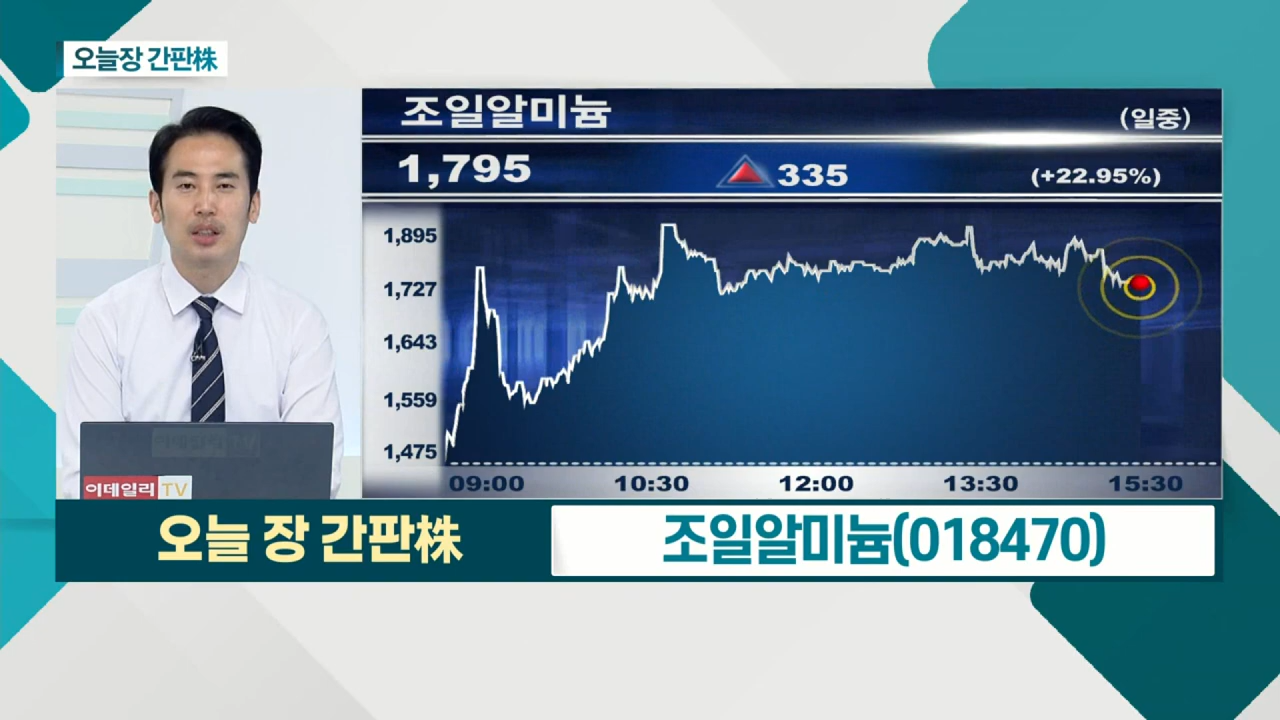 오늘장 간판株
조일알미늄
(일중)
1,795
335
(+22.95%)
1,895
1,727
1,643
1,559
1,475
09:00
10:30
12:00
13:30
15:30
이데일리 TV
오늘 장 간판株
조일알미늄(018470)